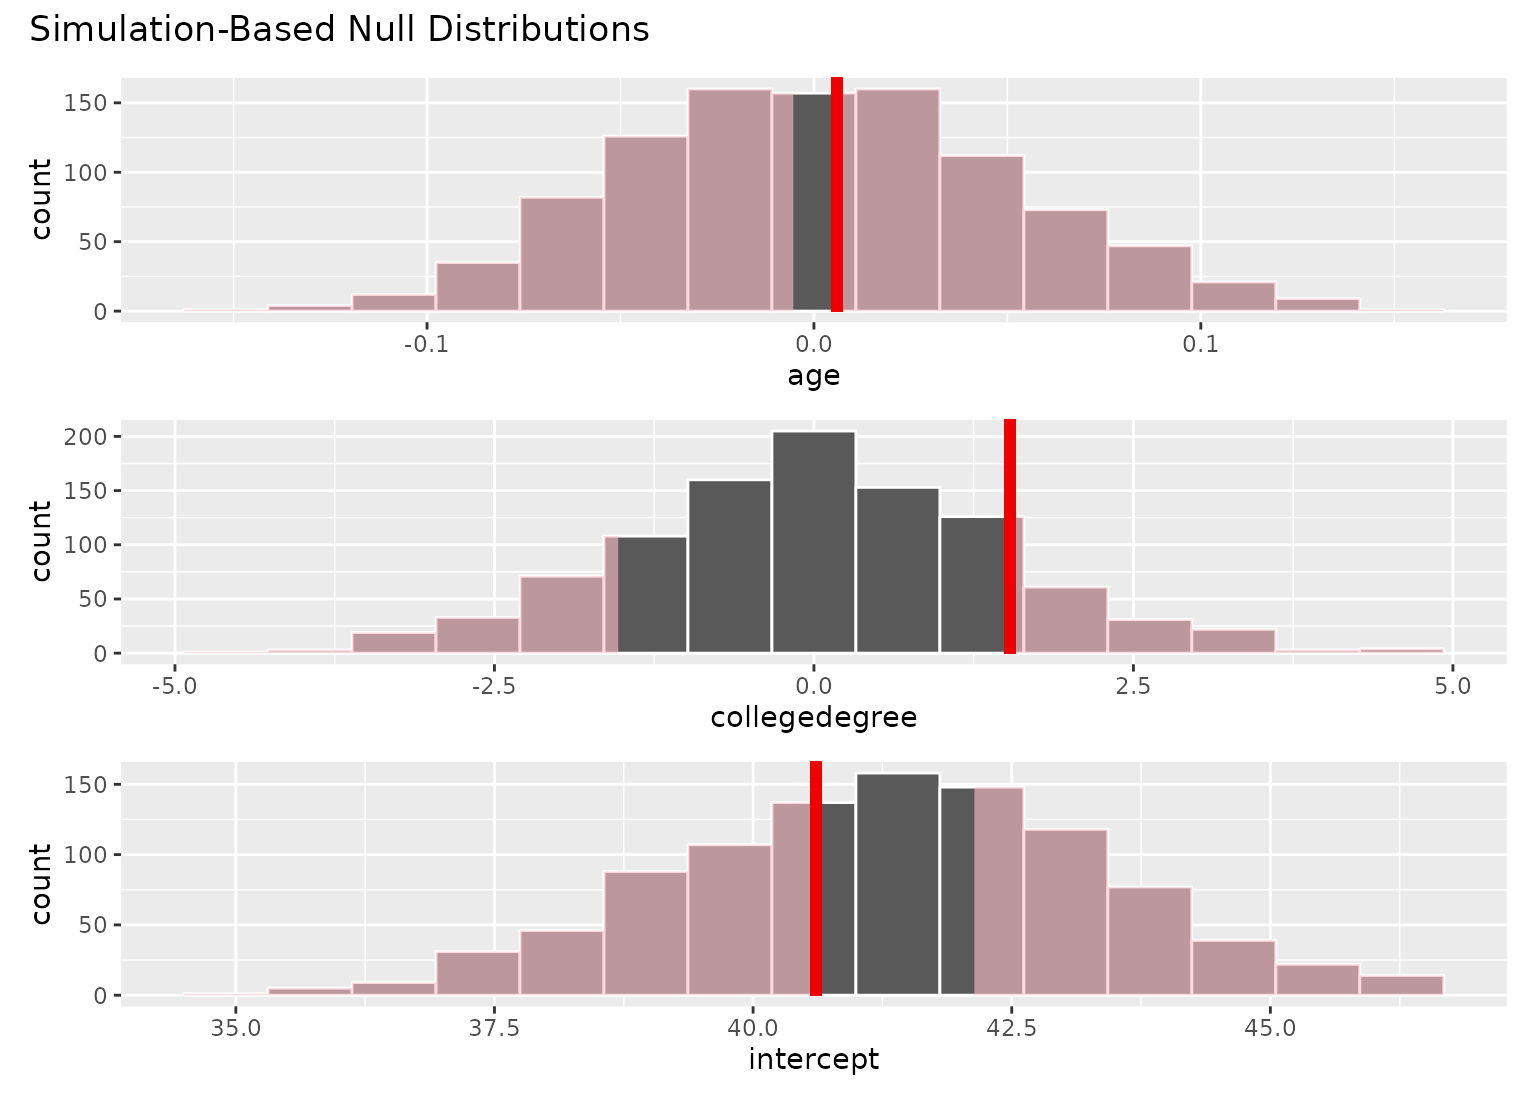 Simulation-Based Null Distributions
150
100
50
0
count
-0.1 0.0 0.1
age
200
150
100
50
0
count
-5.0 -2.5 0.0 2.5 5.0
collegedegree
150
100
50
0
count
35.0 37.5 40.0 42.5 45.0
intercept